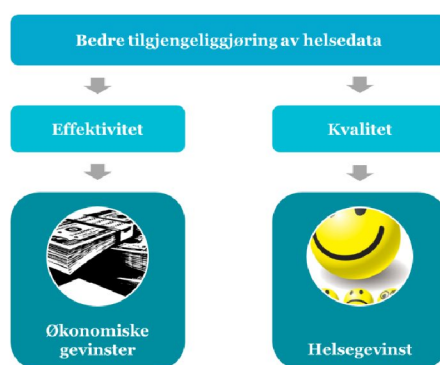 Bedre tilgjengeliggjøring av helsedata
Effektivitet
Kvalitet
Økonomiske
gevinster
Helsegevinst